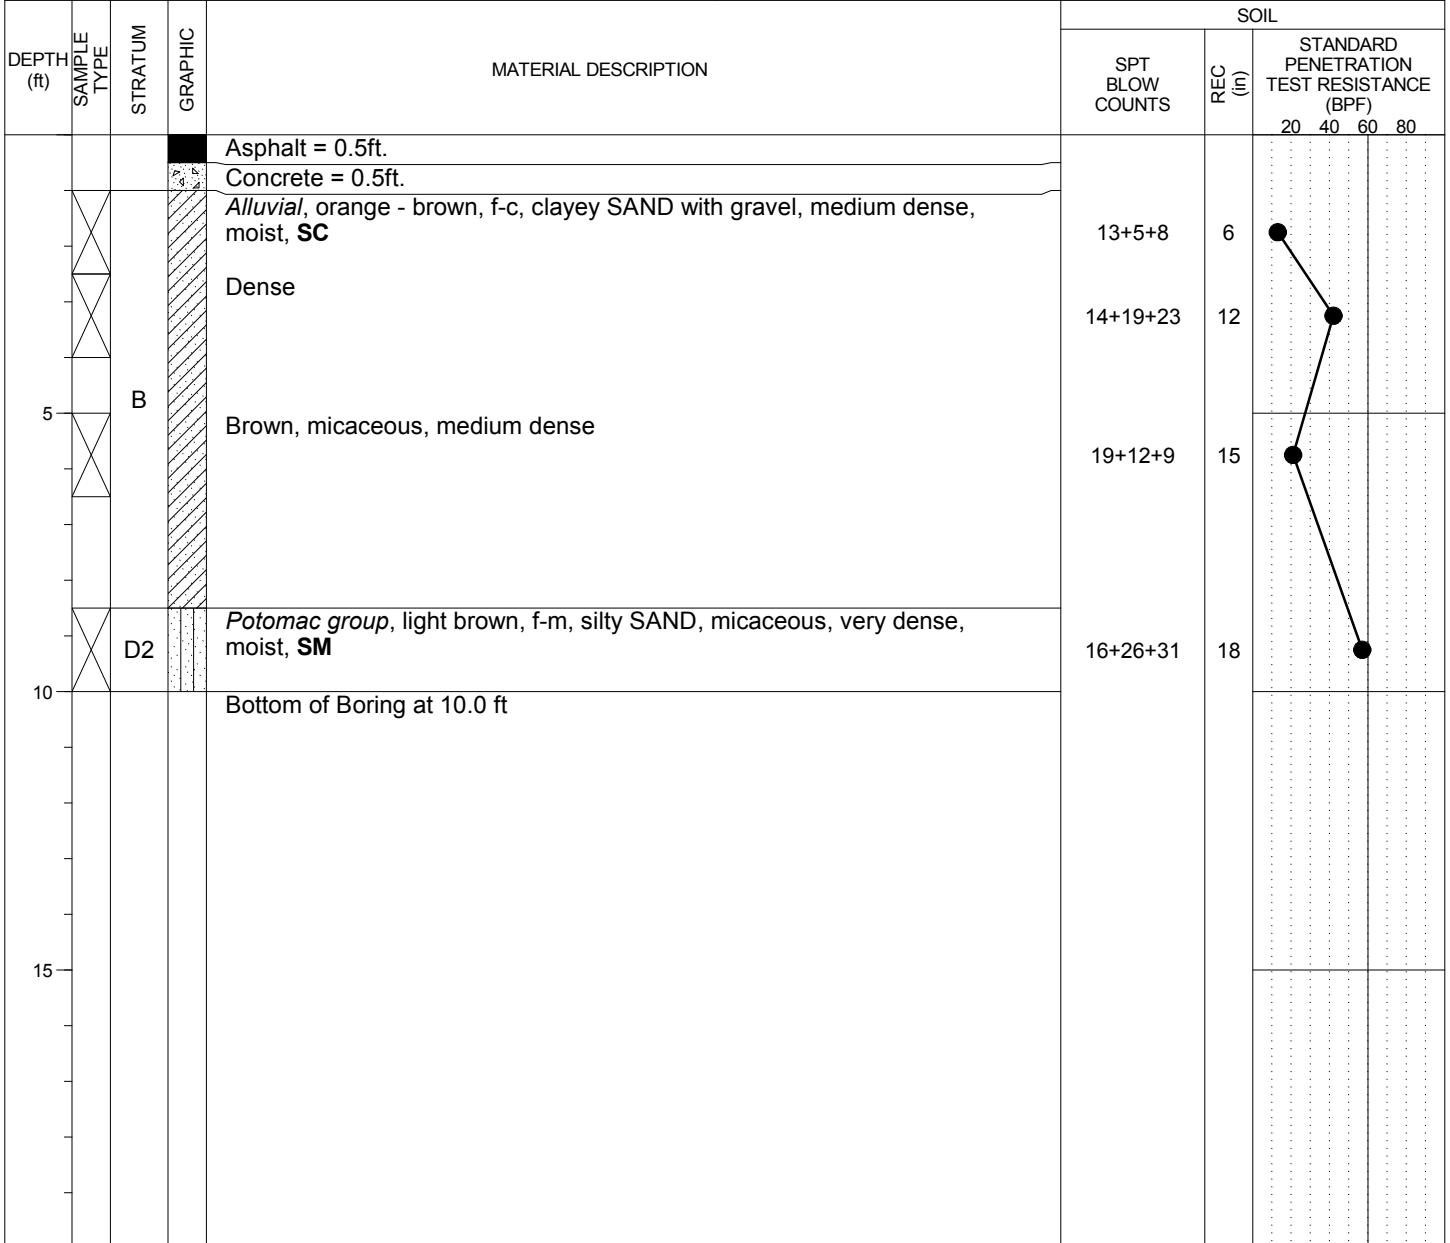 SOIL
DEPTH
(ft)
SAMPLE
TYPE
STRATUM
GRAPHIC
MATERIAL DESCRIPTION
SPT
BLOW
COUNTS
REC
(in)
STANDARD
PENETRATION
TEST RESISTANCE
(BPF)
20 40 60 80
Asphalt = 0.5ft.
Concrete = 0.5ft.
Alluvial, orange - brown, f-c, clayey SAND with gravel, medium dense,
moist, SC
13+5+8 6
Dense
14+19+23 12
B
5
Brown, micaceous, medium dense
19+12+9 15
Potomac group, light brown, f-m, silty SAND, micaceous, very dense,
moist, SM
D2
16+26+31 18
10
Bottom of Boring at 10.0 ft
15